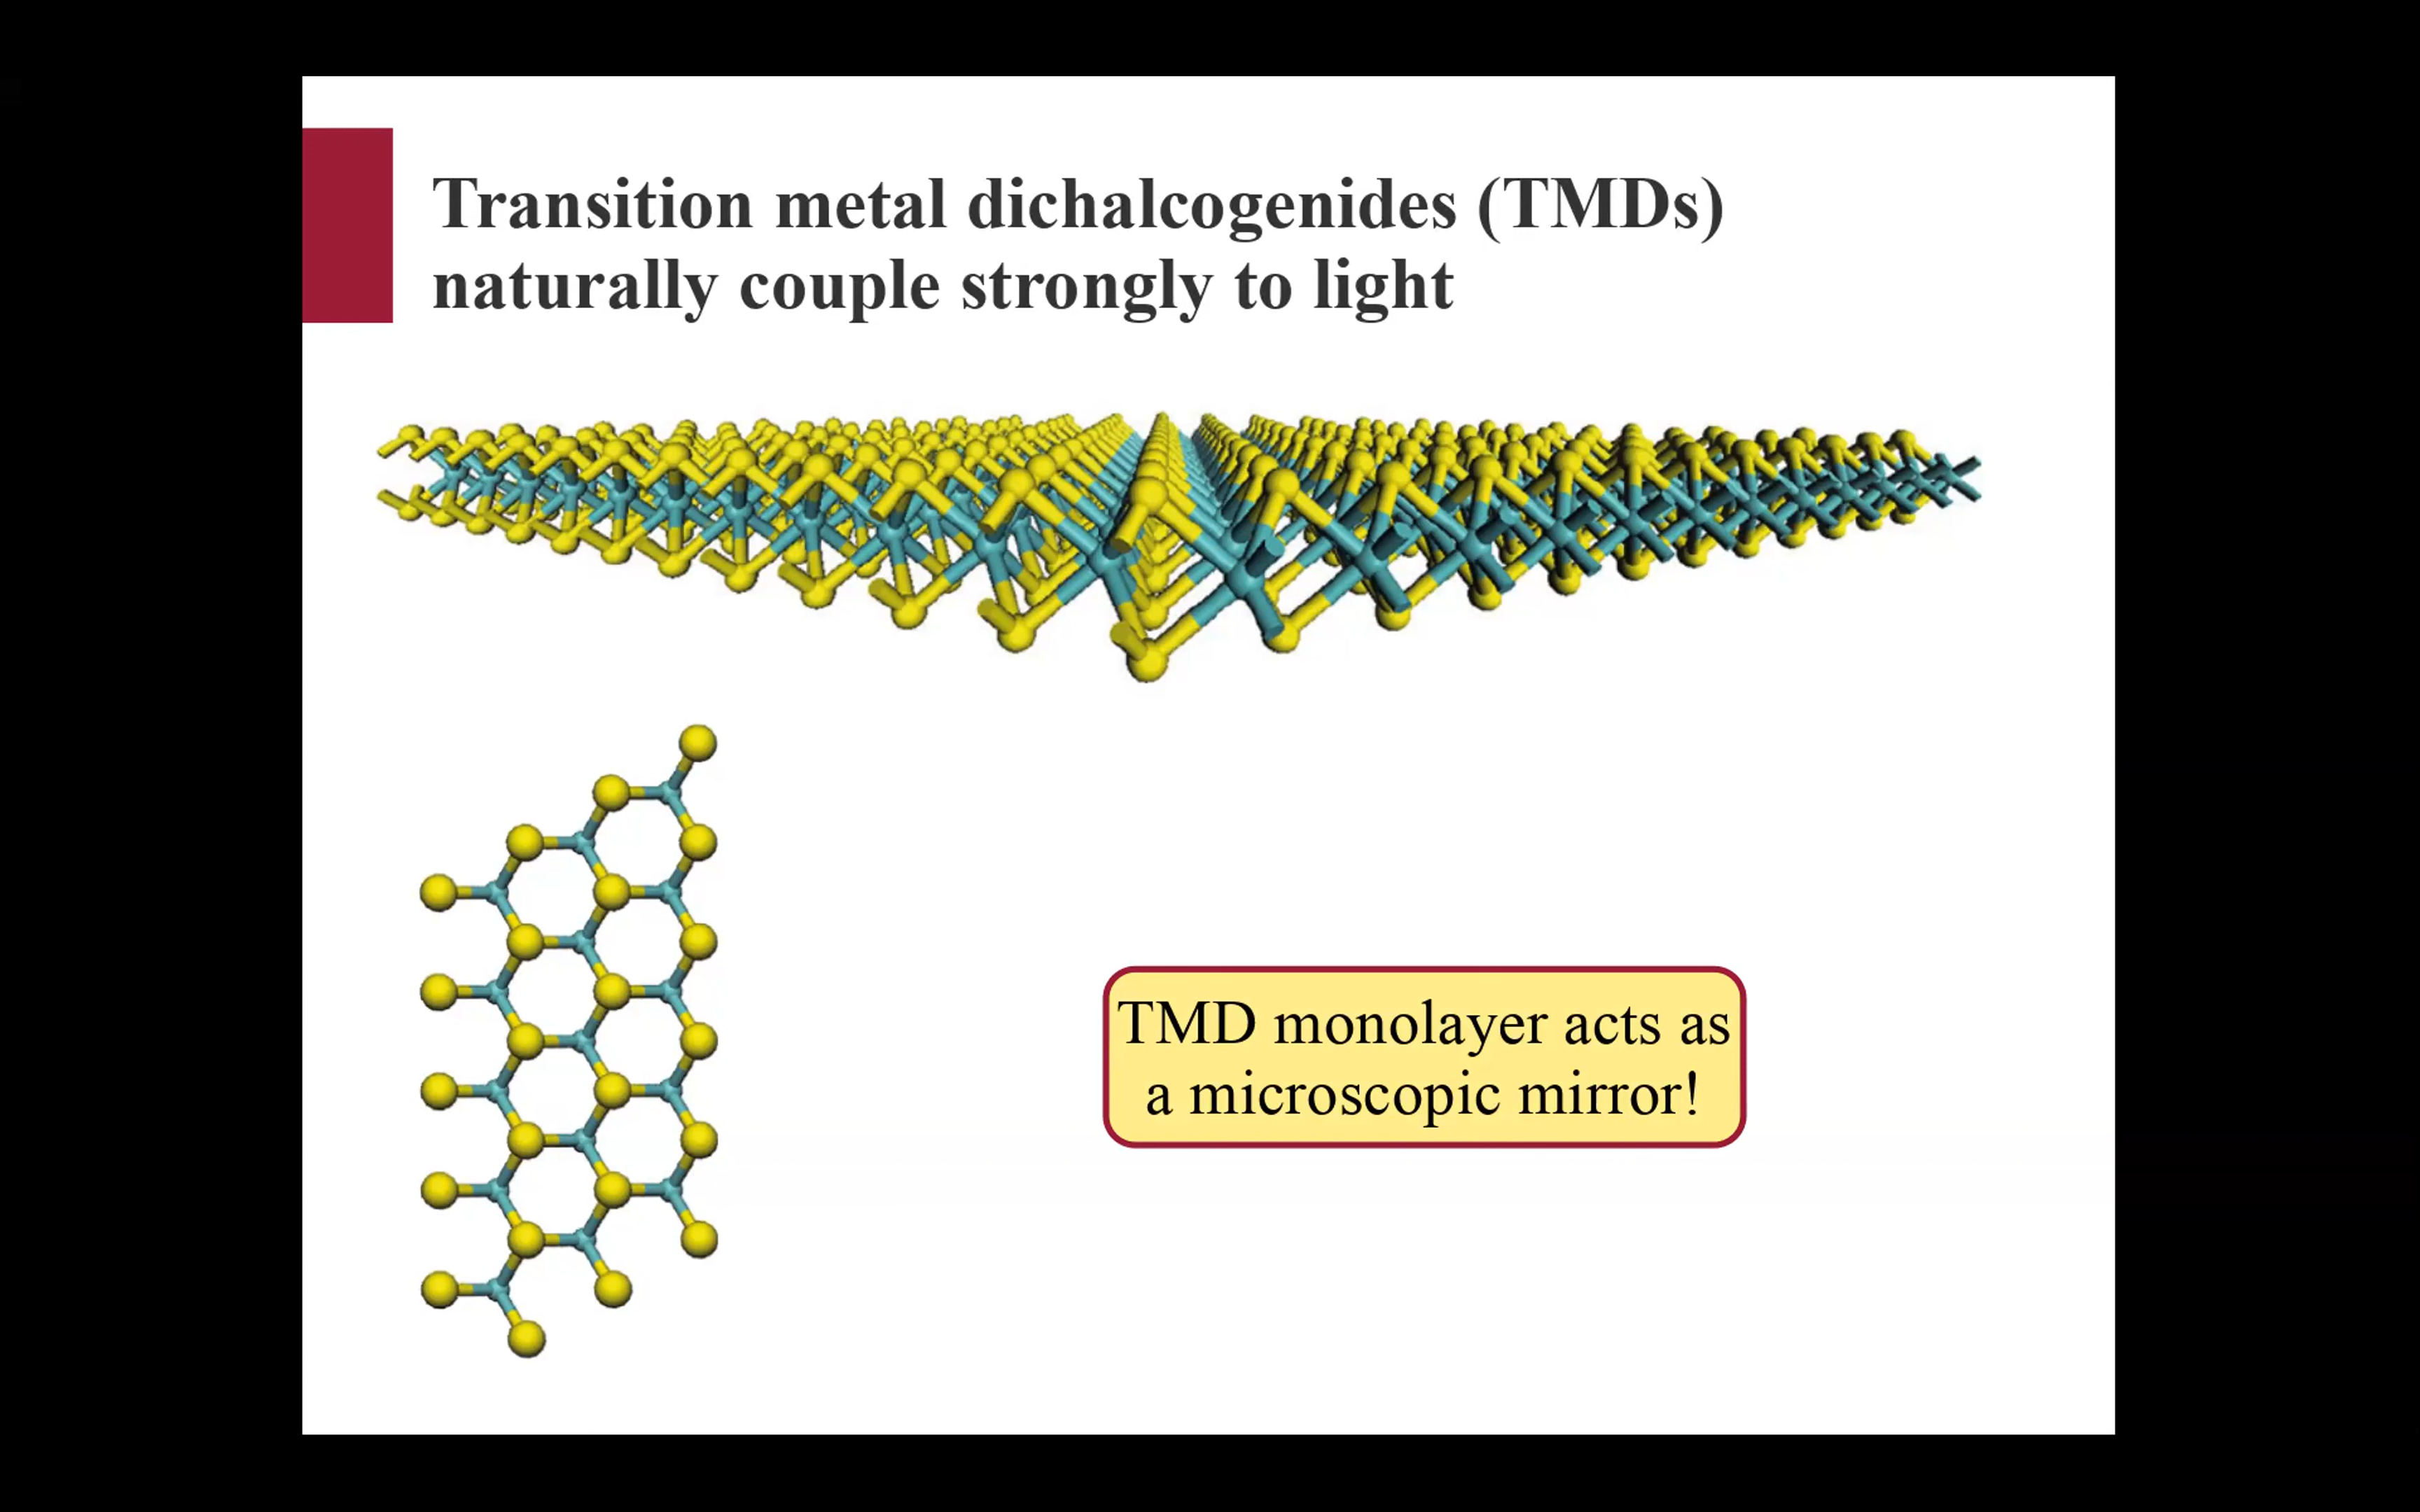 Transition metal dichalcogenides (TMDs)
naturally couple strongly to light
TMD monolayer acts as
a microscopic mirror!